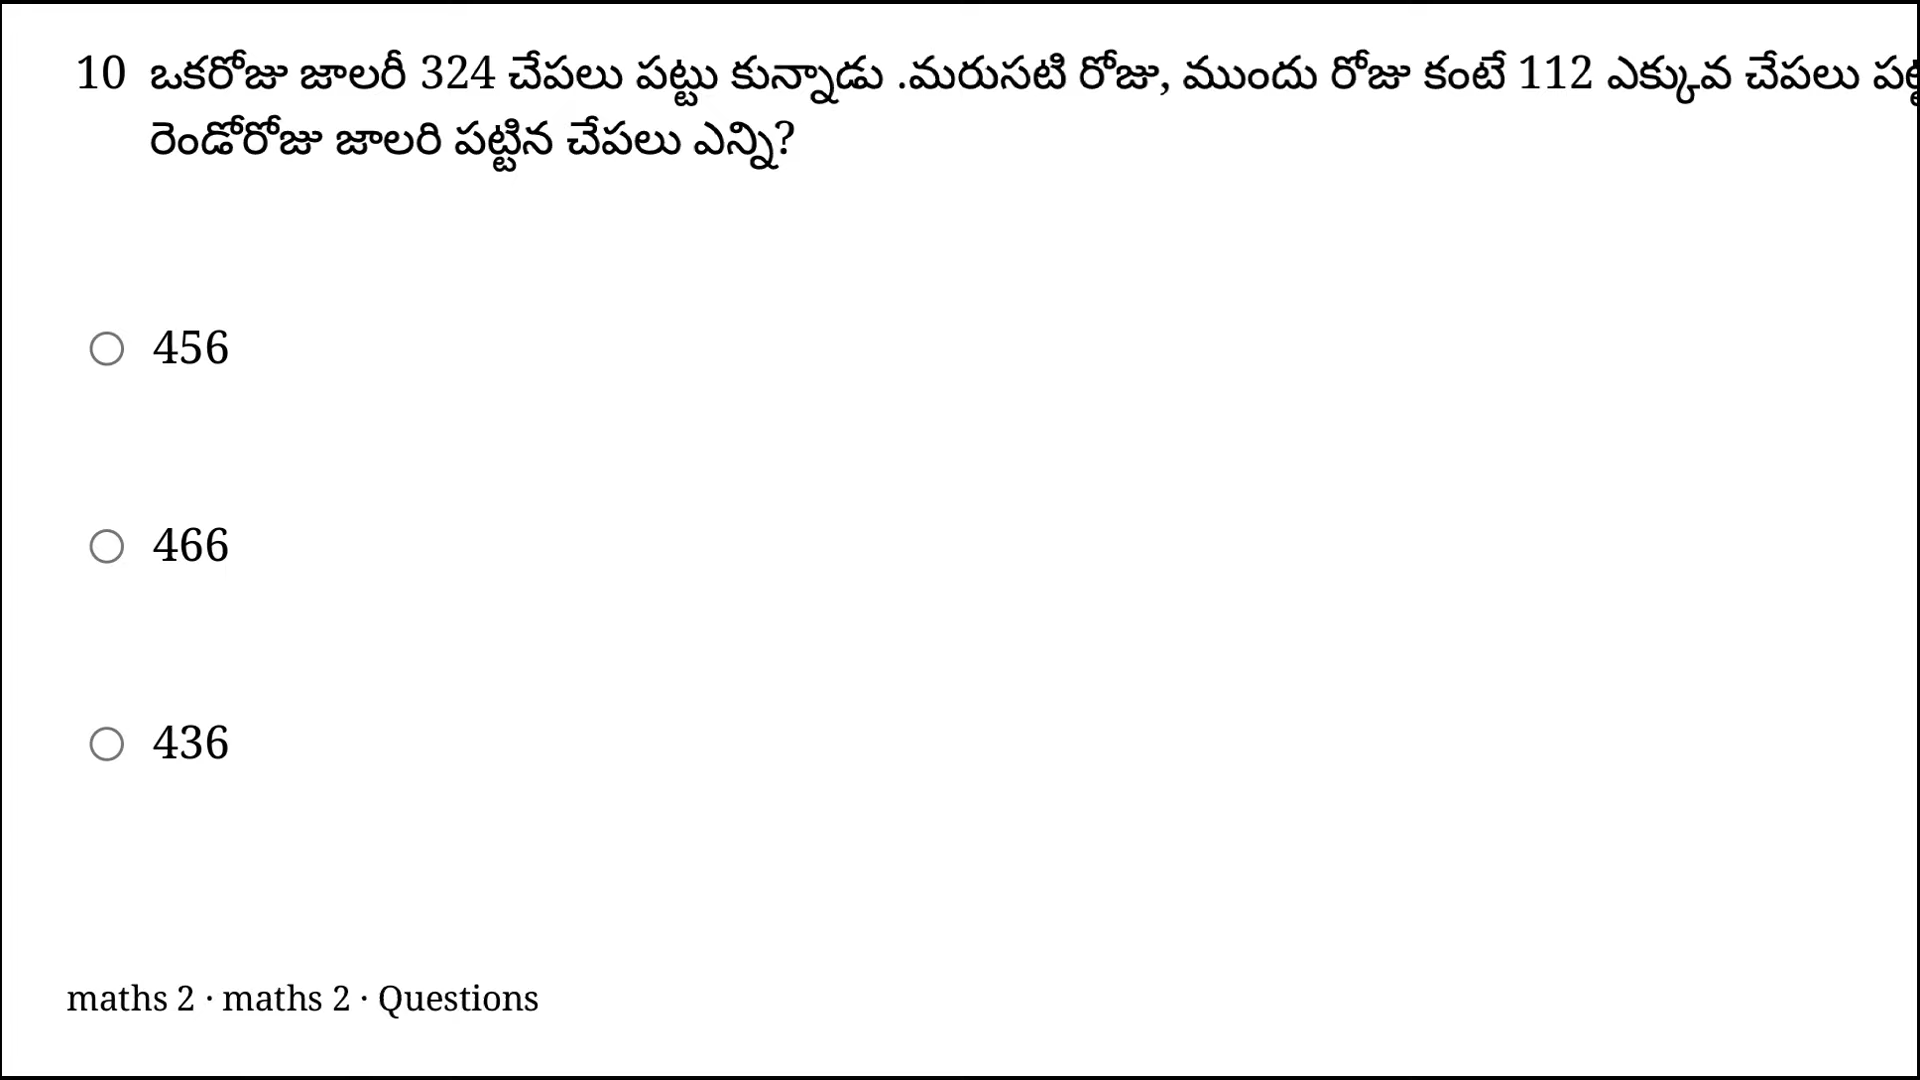 10 ఒకరోజు జాలరీ 324 చేపలు పట్టు కున్నాడు .మరుసటి రోజు, ముందు రోజు కంటే 112 ఎక్కువ చేపలు
రెండోరోజు జాలరి పట్టిన చేపలు ఎన్ని?
456
466
436
maths 2 · maths 2 · Questions